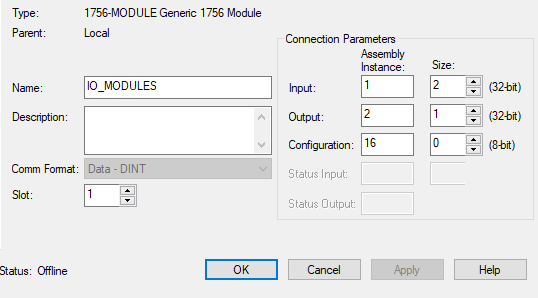 Type: 1756-MODULE Generic 1756 Module
Parent: Local
Connection Parameters
Assembly Instance: Size:
Name: IO_MODULES
Input: 1 2 (32-bit)
Output: 2 1 (32-bit)
Description:
Configuration: 16 0 (8-bit)
Comm Format: Data - DINT
Status Input:
Slot: 1
Status Output:
Status: Offline
OK Cancel Apply Help